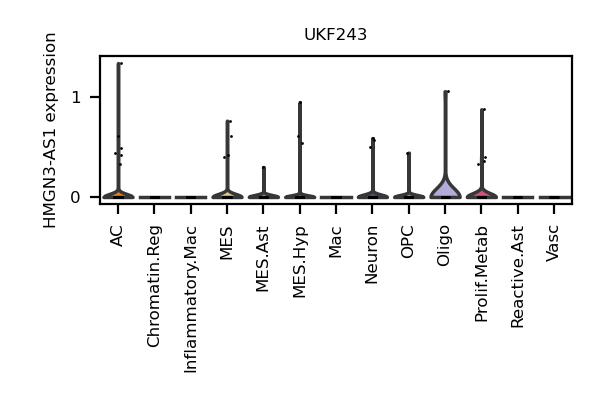 UKF243
HMGN3-AS1 expression
1
0
AC
Chromatin.Reg
Inflammatory.Mac
MES
MES.Ast
MES.Hyp
Mac
Neuron
OPC
Oligo
Prolif.Metab
Reactive.Ast
Vasc